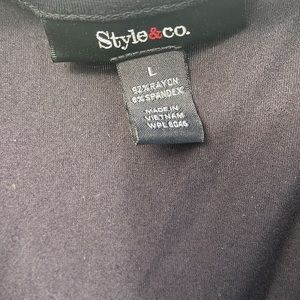 Style&co.
L
92% RAYON
8% SPANDEX
MADE IN
VIETNAM
WPL 8046